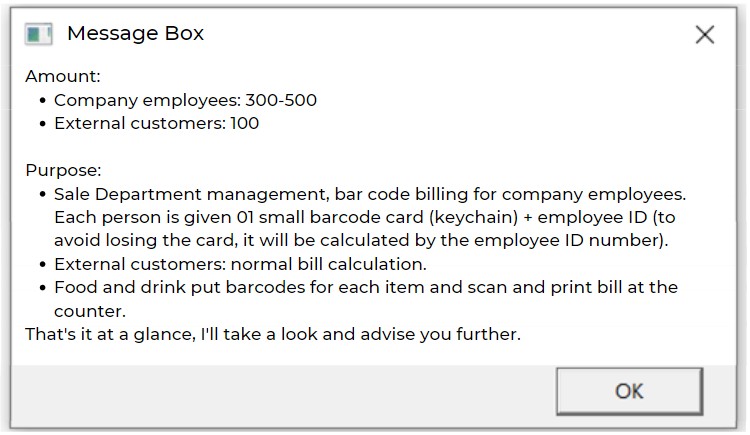 Message Box
Amount:
• Company employees: 300-500
• External customers: 100
Purpose:
• Sale Department management, bar code billing for company employees.
Each person is given 01 small barcode card (keychain) + employee ID (to
avoid losing the card, it will be calculated by the employee ID number).
• External customers: normal bill calculation.
• Food and drink put barcodes for each item and scan and print bill at the
counter.
That's it at a glance, I'll take a look and advise you further.
OK